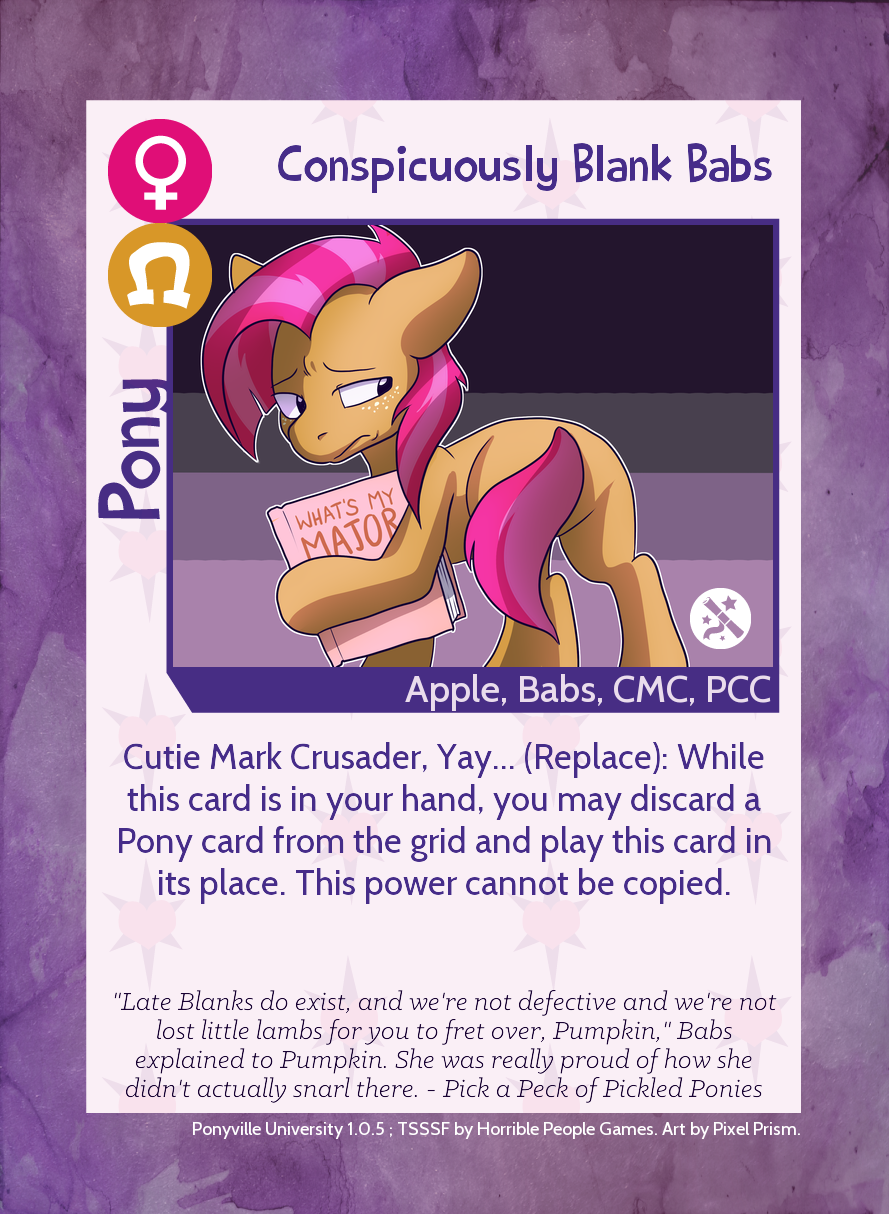 Conspicuously Blank Babs
Pony
WHAT'S MY
MAJOR
Apple, Babs, CMC, PCC
Cutie Mark Crusader, Yay... (Replace): While
this card is in your hand, you may discard a
Pony card from the grid and play this card in
its place. This power cannot be copied.
"Late Blanks do exist, and we're not defective and we're not
lost little lambs for you to fret over, Pumpkin," Babs
explained to Pumpkin. She was really proud of how she
didn't actually snarl there. - Pick a Peck of Pickled Ponies
Ponyville University 1.0.5 ; TSSSF by Horrible People Games. Art by Pixel Prism.